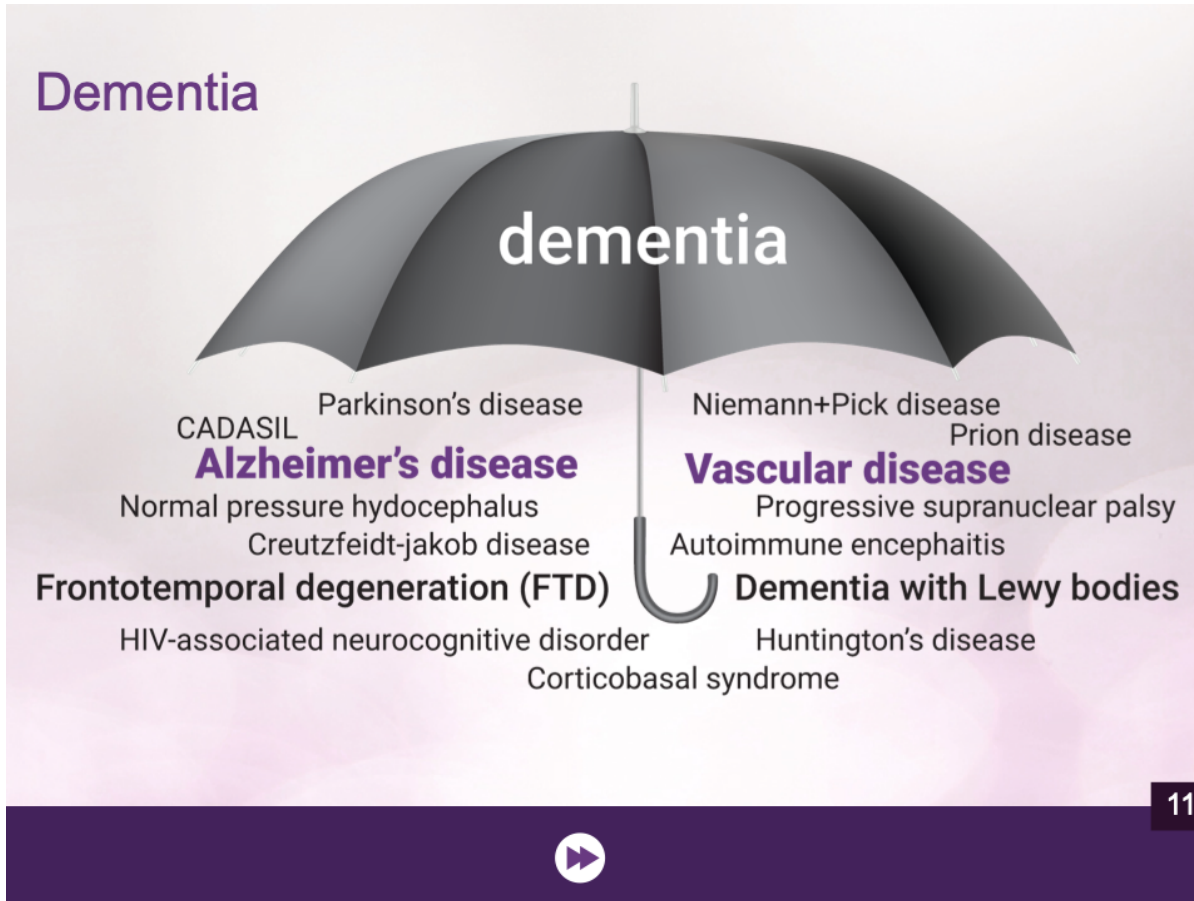 Dementia
dementia
Parkinson's disease
Niemann+Pick disease
CADASIL
Prion disease
Alzheimer's disease
Vascular disease
Normal pressure hydocephalus
Progressive supranuclear palsy
Creutzfeidt-jakob disease
Autoimmune encephaitis
Frontotemporal degeneration (FTD)
Dementia with Lewy bodies
HIV-associated neurocognitive disorder
Huntington's disease
Corticobasal syndrome
11